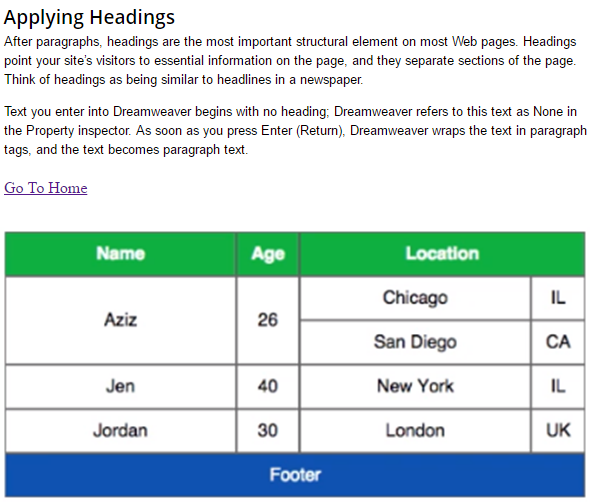 Applying Headings
After paragraphs, headings are the most important structural element on most Web pages. Headings
point your site's visitors to essential information on the page, and they separate sections of the page.
Think of headings as being similar to headlines in a newspaper.
Text you enter into Dreamweaver begins with no heading; Dreamweaver refers to this text as None in
the Property inspector. As soon as you press Enter (Return), Dreamweaver wraps the text in paragraph
tags, and the text becomes paragraph text.
Go To Home
Name Age Location
Aziz 26 Chicago IL
San Diego CA
Jen 40 New York IL
Jordan 30 London UK
Footer